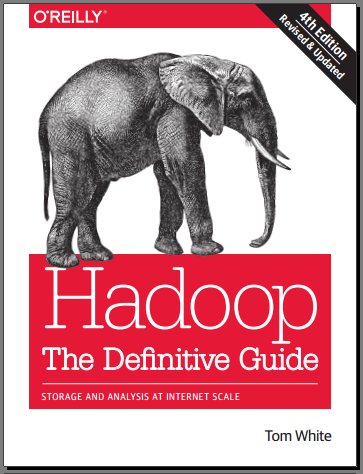 O'REILLY®
4th Edition
Revised & Updated
Hadoop
The Definitive Guide
STORAGE AND ANALYSIS AT INTERNET SCALE
Tom White